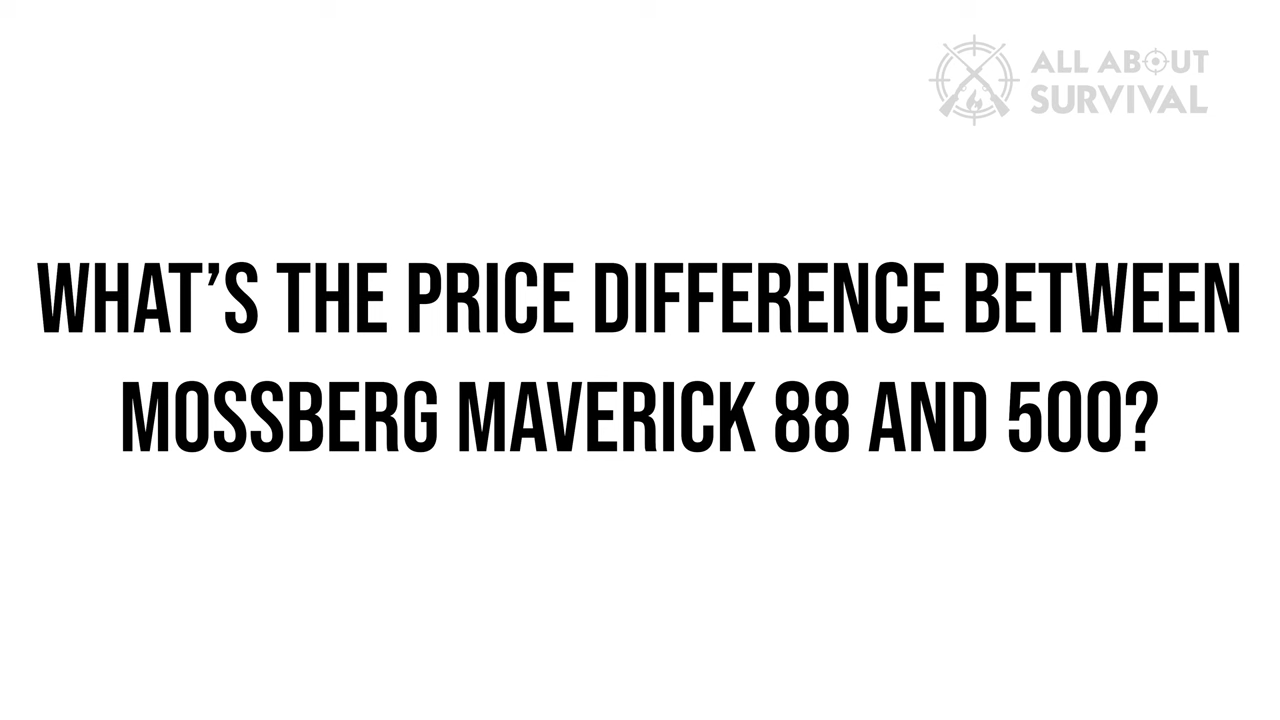 ALL ABOUT
SURVIVAL
WHAT’S THE PRICE DIFFERENCE BETWEEN
MOSSBERG MAVERICK 88 AND 500?